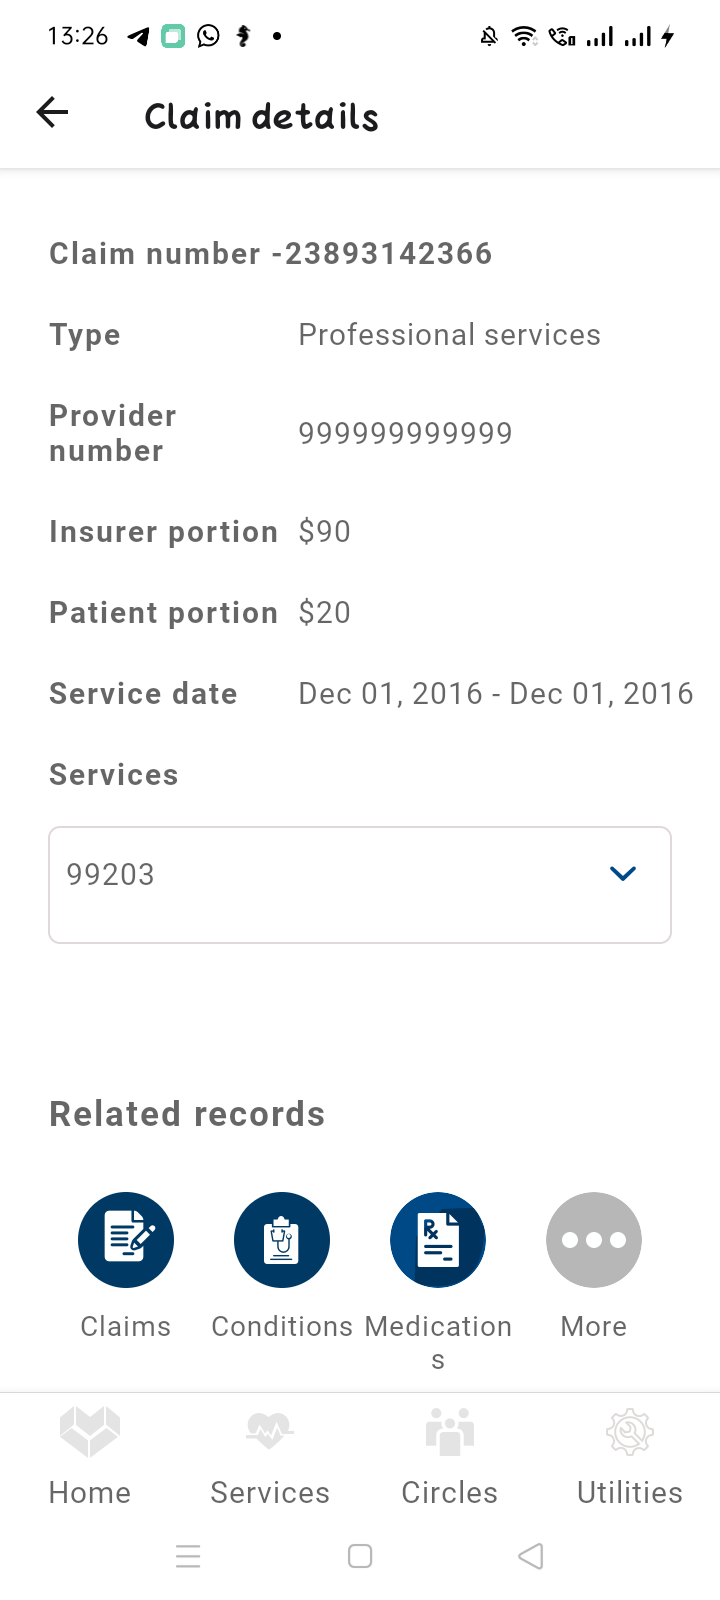 13:26
Claim details
Claim number -23893142366
Type Professional services
Provider
number 999999999999
Insurer portion $90
Patient portion $20
Service date Dec 01, 2016 - Dec 01, 2016
Services
99203
Related records
Claims Conditions Medication
s
More
Home Services Circles Utilities